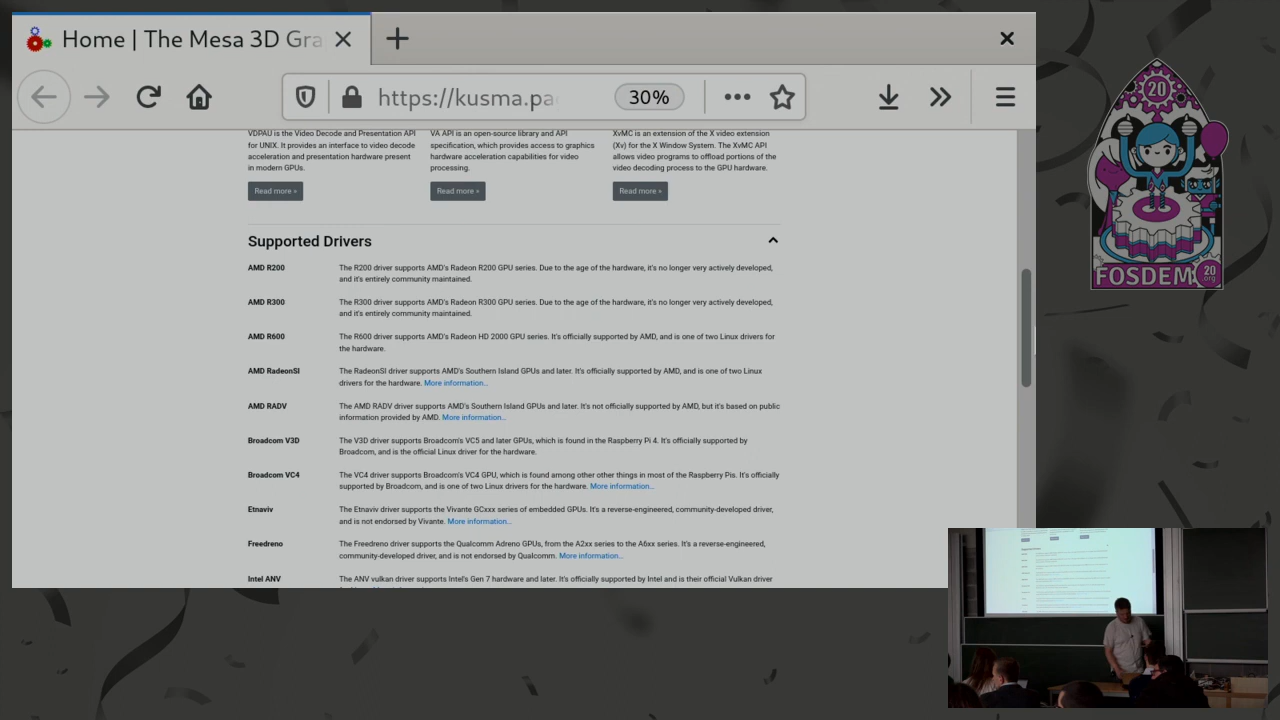 Home | The Mesa 3D Gra
https://kusma.pa
30%
VDPAU is the Video Decode and Presentation API
for UNIX. It provides an interface to video decode
acceleration and presentation hardware present
in modern GPUs.
Read more »
VA API is an open-source library and API
specification, which provides access to graphics
hardware acceleration capabilities for video
processing.
Read more »
XvMC is an extension of the X video extension
(Xv) for the X Window System. The XvMC API
allows video programs to offload portions of the
video decoding process to the GPU hardware.
Read more »
Supported Drivers
AMD R200
The R200 driver supports AMD's Radeon R200 GPU series. Due to the age of the hardware, it's no longer very actively developed,
and it's entirely community maintained.
AMD R300
The R300 driver supports AMD's Radeon R300 GPU series. Due to the age of the hardware, it's no longer very actively developed,
and it's entirely community maintained.
AMD R600
The R600 driver supports AMD's Radeon HD 2000 GPU series. It's officially supported by AMD, and is one of two Linux drivers for
the hardware.
AMD RadeonSI
The RadeonSI driver supports AMD's Southern Island GPUs and later. It's officially supported by AMD, and is one of two Linux
drivers for the hardware. More information...
AMD RADV
The AMD RADV driver supports AMD's Southern Island GPUs and later. It's not officially supported by AMD, but it's based on public
information provided by AMD. More information...
Broadcom V3D
The V3D driver supports Broadcom's VC5 and later GPUs, which is found in the Raspberry Pi 4. It's officially supported by
Broadcom, and is the official Linux driver for the hardware.
Broadcom VC4
The VC4 driver supports Broadcom's VC4 GPU, which is found among other other things in most of the Raspberry Pis. It's officially
supported by Broadcom, and is one of two Linux drivers for the hardware. More information...
Etnaviv
The Etnaviv driver supports the Vivante GCxxx series of embedded GPUs. It's a reverse-engineered, community-developed driver,
and is not endorsed by Vivante. More information...
Freedreno
The Freedreno driver supports the Qualcomm Adreno GPUs, from the A2xx series to the A6xx series. It's a reverse-engineered,
community-developed driver, and is not endorsed by Qualcomm. More information...
Intel ANV
The ANV vulkan driver supports Intel's Gen 7 hardware and later. It's officially supported by Intel and is their official Vulkan driver
20
FOSDEM
20
.org